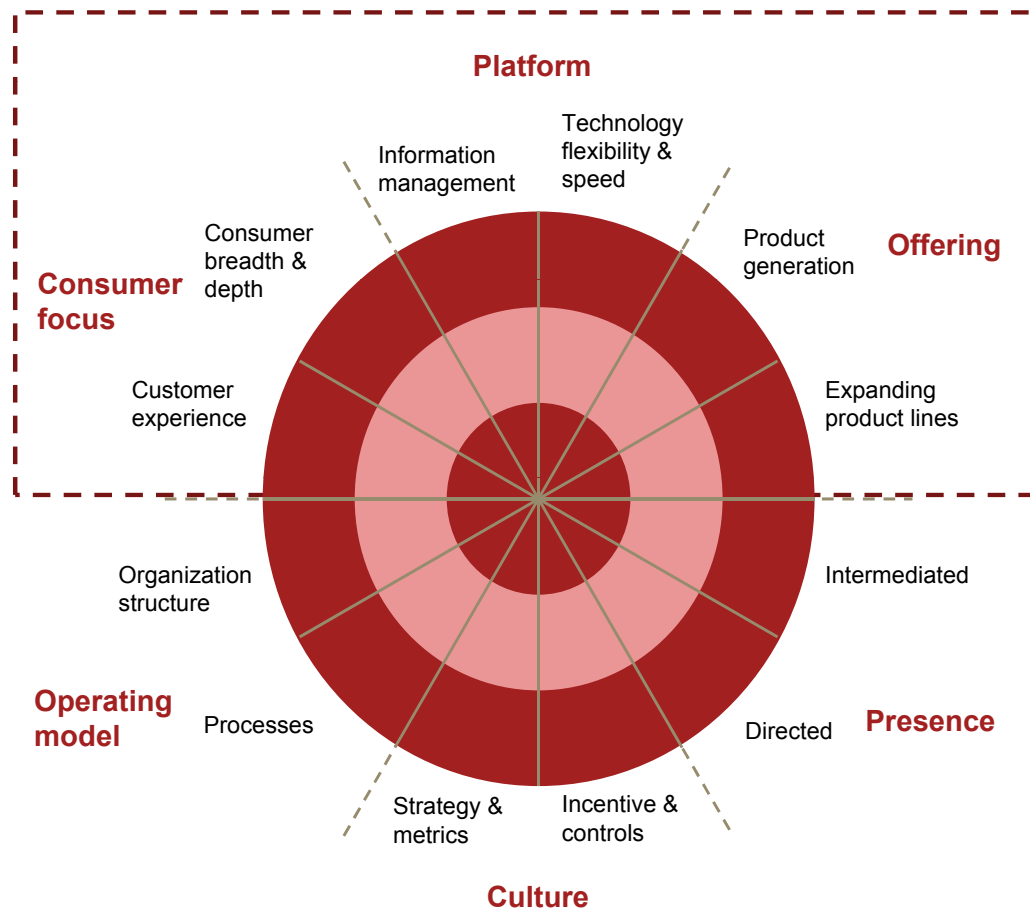 Platform
Technology
flexibility &
speed
Information
management
Consumer
breadth &
depth
Product
generation
Offering
Consumer
focus
Customer
experience
Expanding
product lines
Organization
structure
Intermediated
Operating
model
Processes
Directed
Presence
Strategy &
metrics
Incentive &
controls
Culture